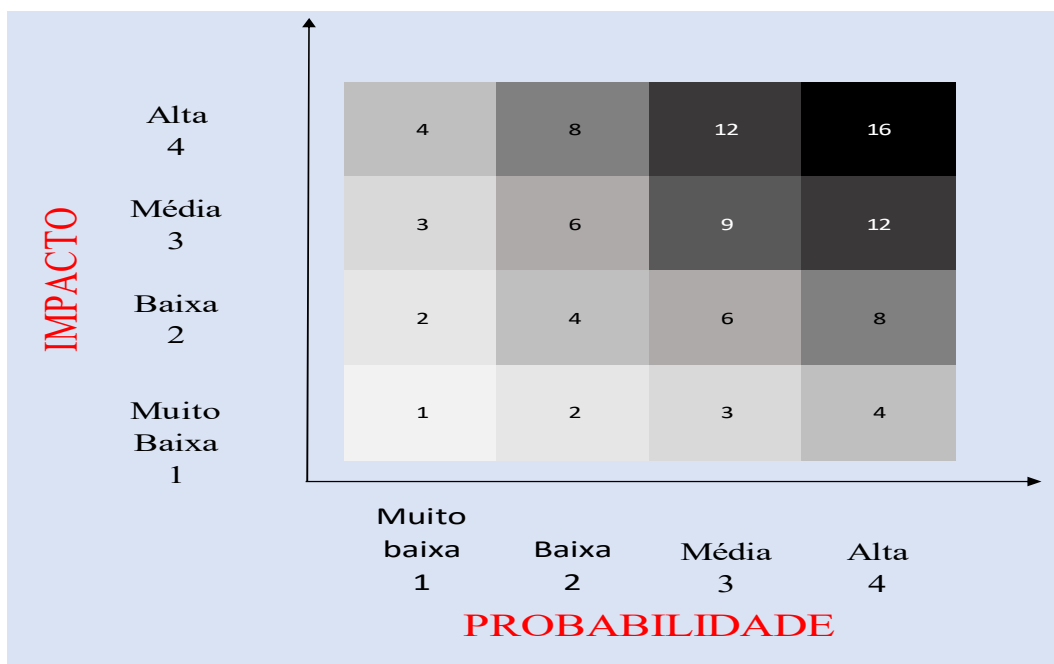 IMPACTO
Alta
4
4 8 12 16
Média
3
3 6 9 12
Baixa
2
2 4 6 8
Muito
Baixa
1
1 2 3 4
Muito
baixa
1
Baixa
2
Média
3
Alta
4
PROBABILIDADE